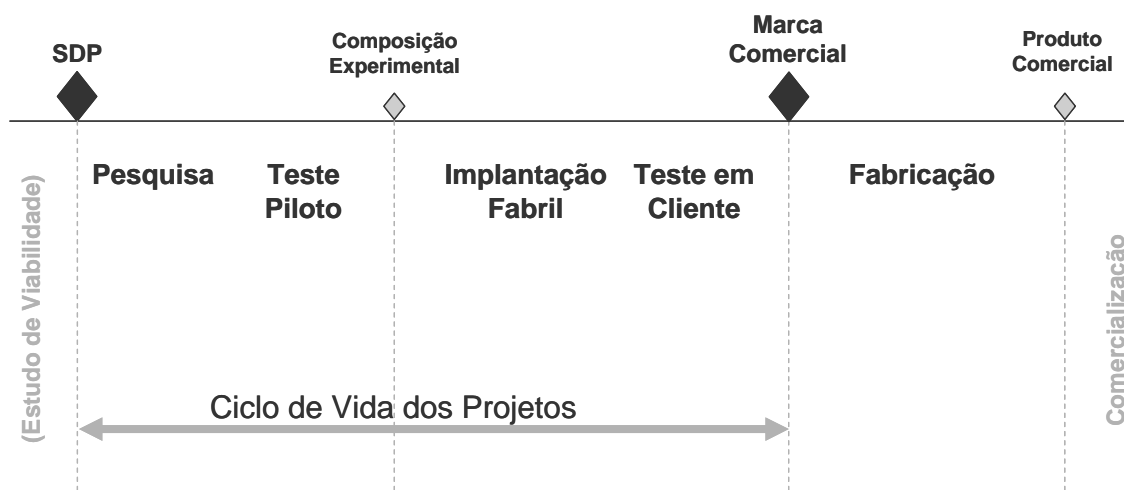 SDP
Composição
Experimental
Marca
Comercial
Produto
Comercial
(Estudo de Viabilidade)
Pesquisa
Teste
Piloto
Implantação
Fabril
Teste em
Cliente
Fabricação
Comercialização
Ciclo de Vida dos Projetos